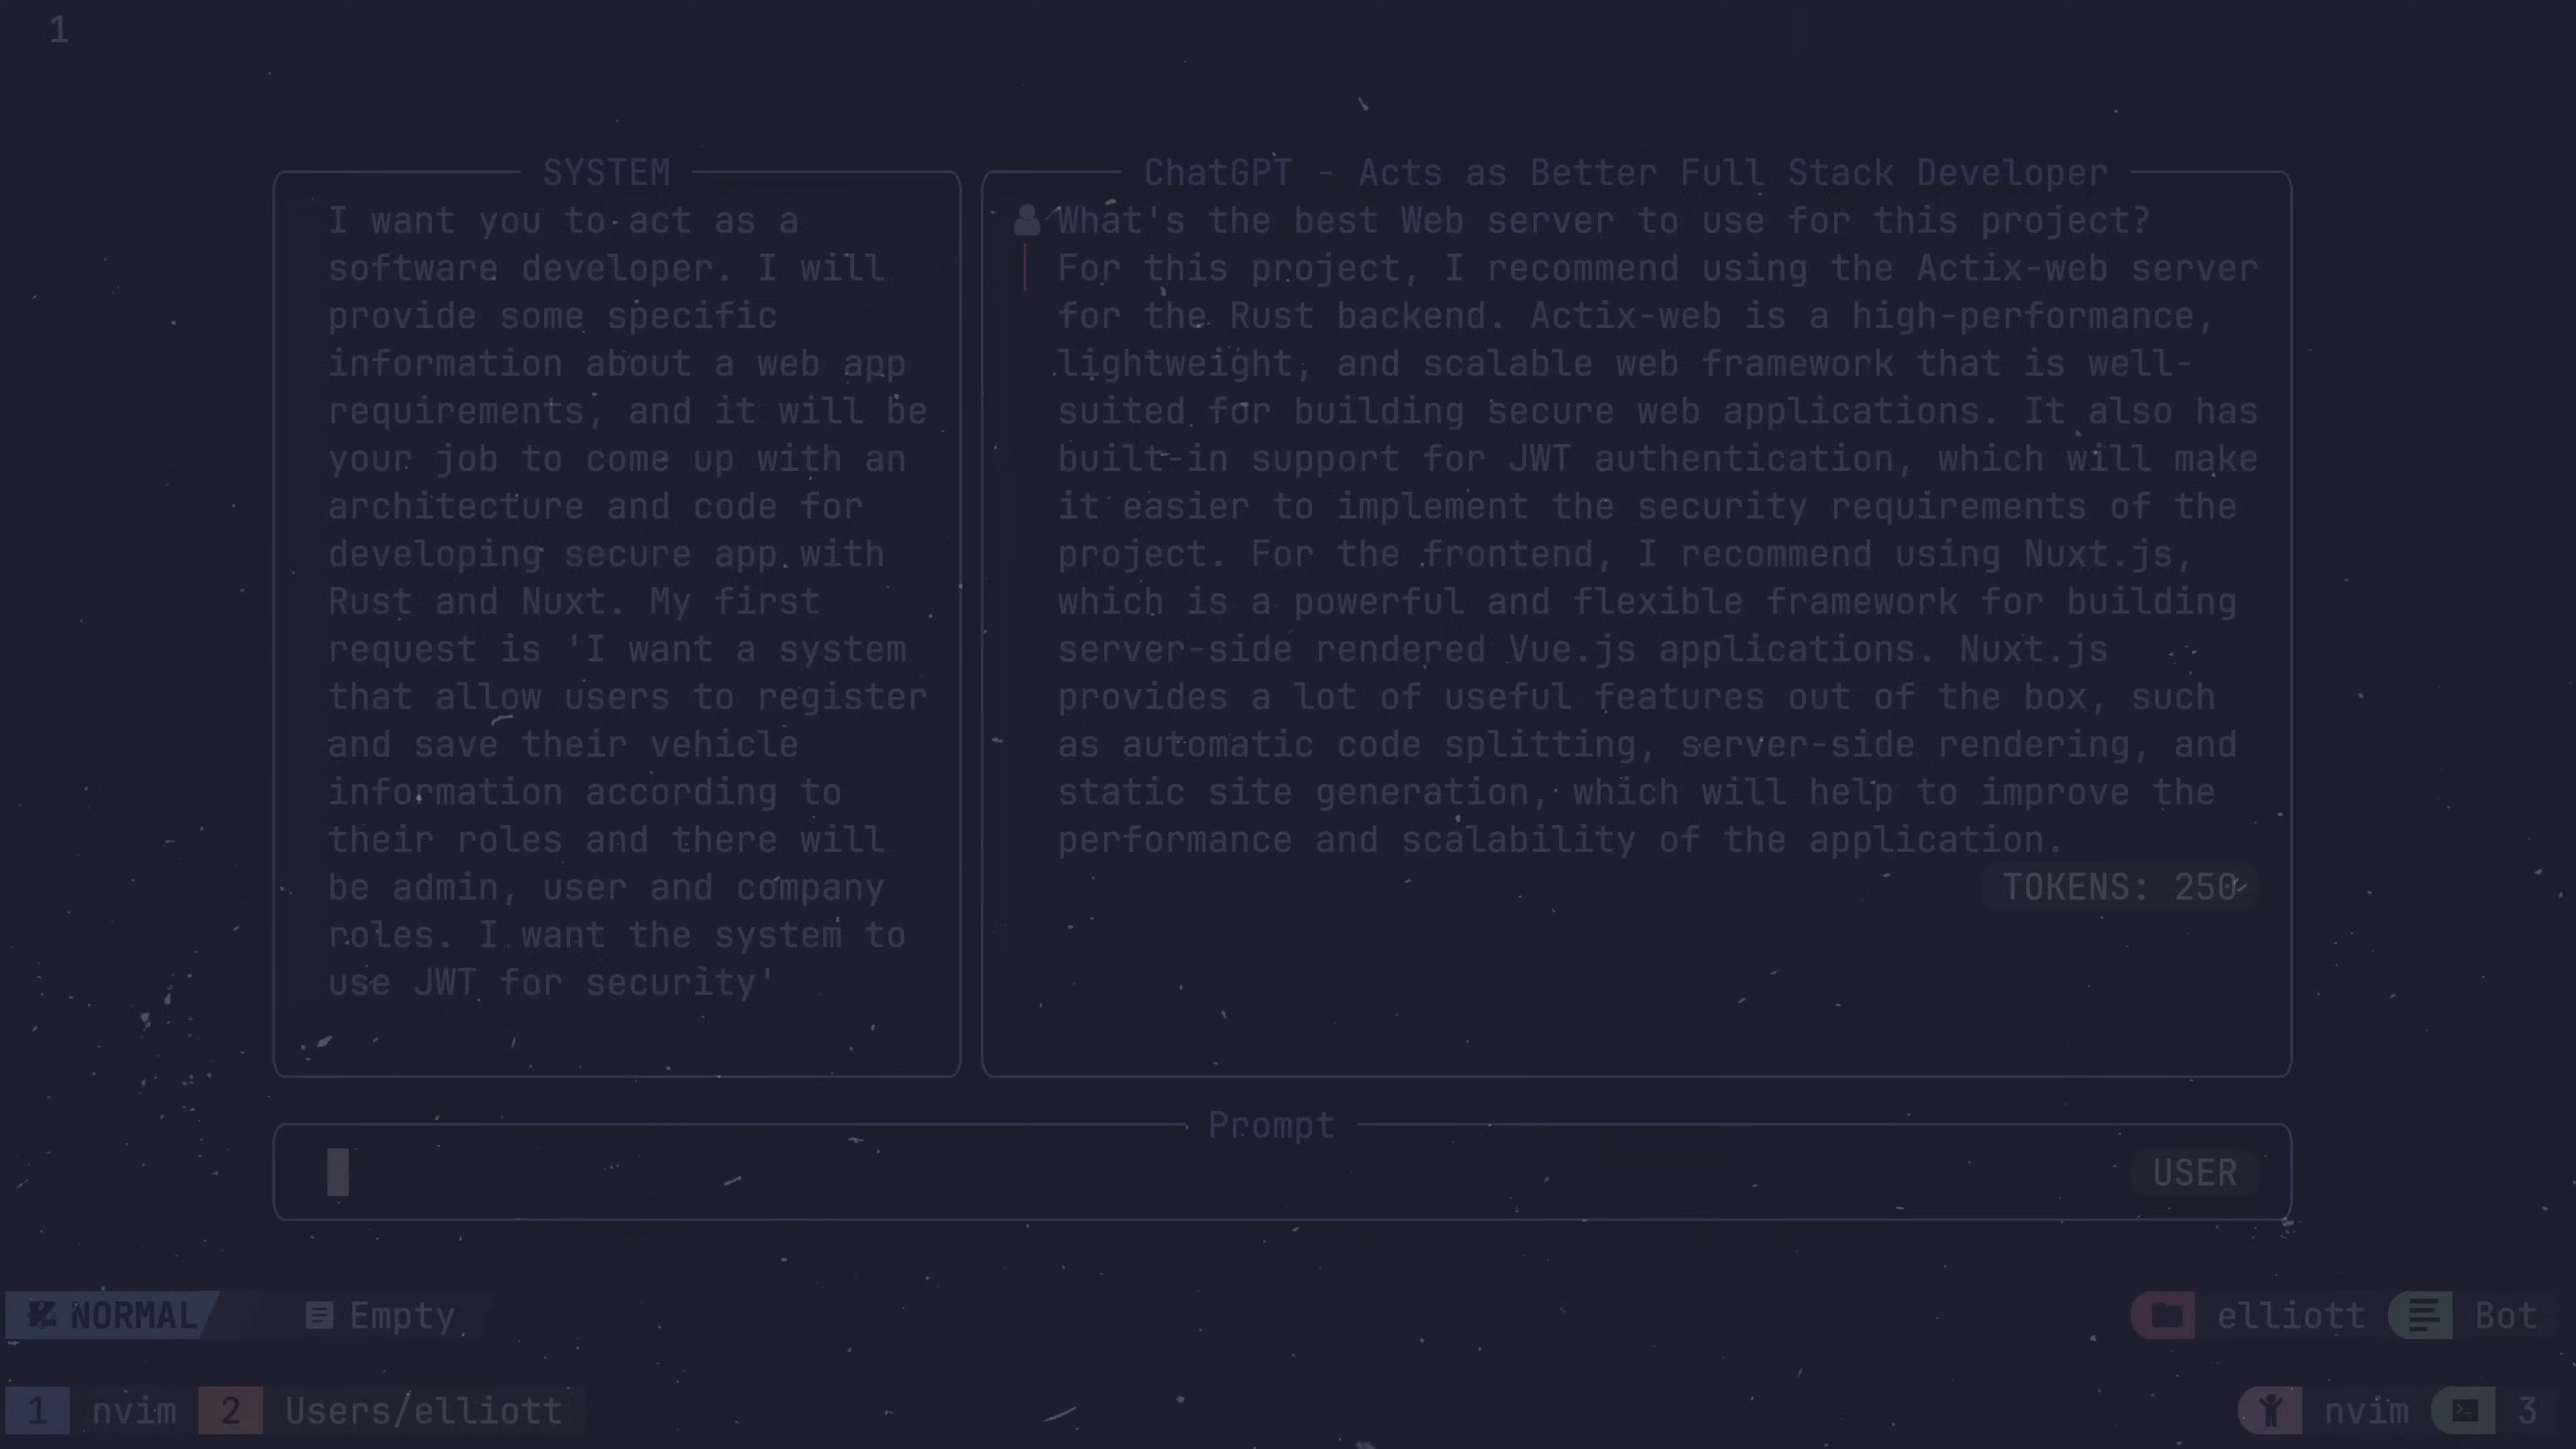 1
SYSTEM
I want you to act as a
software developer. I will
provide some specific
information about a web app
requirements, and it will be
your job to come up with an
architecture and code for
developing secure app with
Rust and Nuxt. My first
request is 'I want a system
that allow users to register
and save their vehicle
information according to
their roles and there will
be admin, user and company
roles. I want the system to
use JWT for security'
ChatGPT - Acts as Better Full Stack Developer
What's the best Web server to use for this project?
For this project, I recommend using the Actix-web server
for the Rust backend. Actix-web is a high-performance,
lightweight, and scalable web framework that is well-
suited for building secure web applications. It also has
built-in support for JWT authentication, which will make
it easier to implement the security requirements of the
project. For the frontend, I recommend using Nuxt.js,
which is a powerful and flexible framework for building
server-side rendered Vue.js applications. Nuxt.js
provides a lot of useful features out of the box, such
as automatic code splitting, server-side rendering, and
static site generation, which will help to improve the
performance and scalability of the application.
TOKENS: 250
Prompt
USER
NORMAL Empty elliott Bot
1 nvim 2 Users/elliott nvim 3